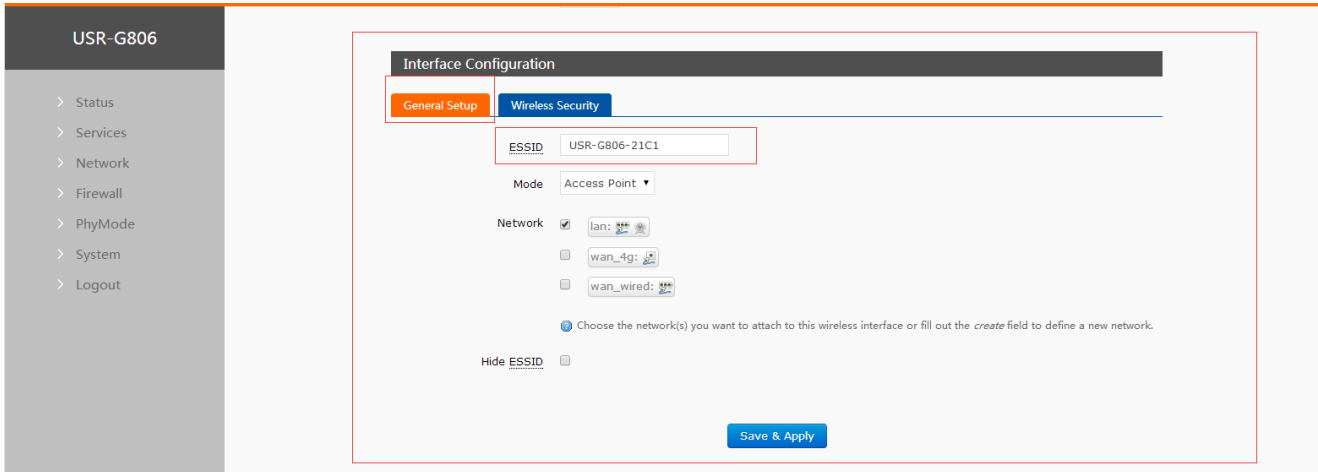 USR-G806
Status
Services
Network
Firewall
PhyMode
System
Logout
Interface Configuration
General Setup
Wireless Security
ESSID USR-G806-21C1
Mode Access Point
Network lan:
wan_4g:
wan_wired:
Choose the network(s) you want to attach to this wireless interface or fill out the create field to define a new network.
Hide ESSID
Save & Apply